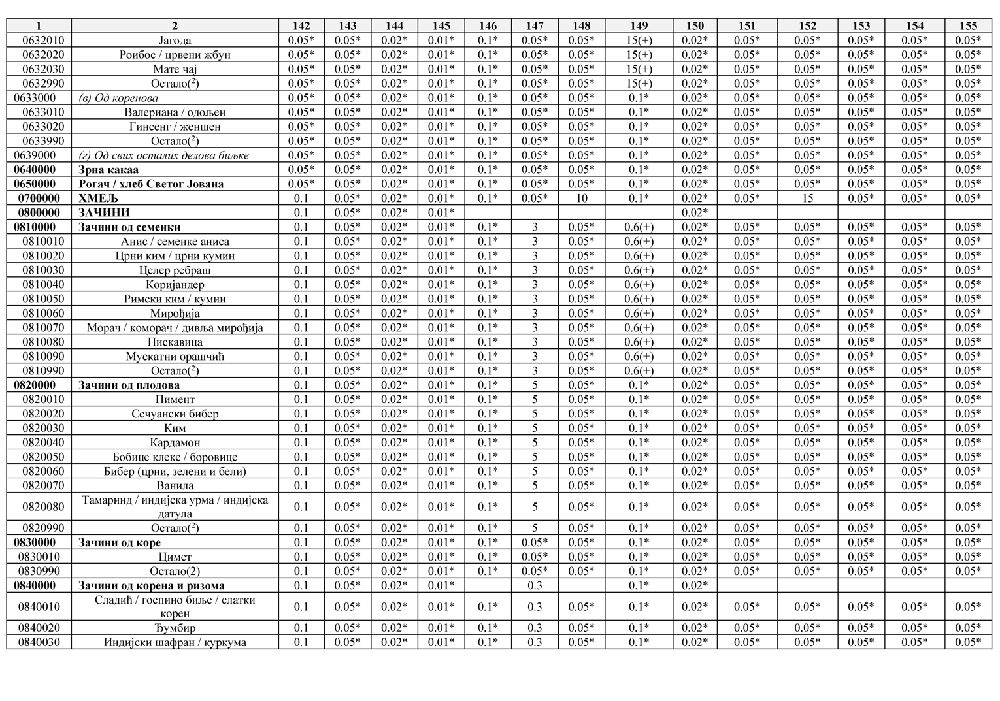 1 2 142 143 144 145 146 147 148 149 150 151 152 153 154 155
0632010 Јагода 0.05* 0.05* 0.02* 0.01* 0.1* 0.05* 0.05* 15(+) 0.02* 0.05* 0.05* 0.05* 0.05* 0.05*
0632020 Роибос / црвени жбун 0.05* 0.05* 0.02* 0.01* 0.1* 0.05* 0.05* 15(+) 0.02* 0.05* 0.05* 0.05* 0.05* 0.05*
0632030 Мате чај 0.05* 0.05* 0.02* 0.01* 0.1* 0.05* 0.05* 15(+) 0.02* 0.05* 0.05* 0.05* 0.05* 0.05*
0632990 Остало(2) 0.05* 0.05* 0.02* 0.01* 0.1* 0.05* 0.05* 15(+) 0.02* 0.05* 0.05* 0.05* 0.05* 0.05*
0633000 (в) Од коренова 0.05* 0.05* 0.02* 0.01* 0.1* 0.05* 0.05* 0.1* 0.02* 0.05* 0.05* 0.05* 0.05* 0.05*
0633010 Валериана / одољен 0.05* 0.05* 0.02* 0.01* 0.1* 0.05* 0.05* 0.1* 0.02* 0.05* 0.05* 0.05* 0.05* 0.05*
0633020 Гинсенг / женшен 0.05* 0.05* 0.02* 0.01* 0.1* 0.05* 0.05* 0.1* 0.02* 0.05* 0.05* 0.05* 0.05* 0.05*
0633990 Остало(2) 0.05* 0.05* 0.02* 0.01* 0.1* 0.05* 0.05* 0.1* 0.02* 0.05* 0.05* 0.05* 0.05* 0.05*
0639000 (г) Од свих осталих делова биљке 0.05* 0.05* 0.02* 0.01* 0.1* 0.05* 0.05* 0.1* 0.02* 0.05* 0.05* 0.05* 0.05* 0.05*
0640000 Зрна какаа 0.05* 0.05* 0.02* 0.01* 0.1* 0.05* 0.05* 0.1* 0.02* 0.05* 0.05* 0.05* 0.05* 0.05*
0650000 Рогач / хлеб Светог Јована 0.05* 0.05* 0.02* 0.01* 0.1* 0.05* 0.05* 0.1* 0.02* 0.05* 0.05* 0.05* 0.05* 0.05*
0700000 ХМЕЉ 0.1 0.05* 0.02* 0.01* 0.1* 0.05* 10 0.1* 0.02* 0.05* 15 0.05* 0.05* 0.05*
0800000 ЗАЧИНИ 0.1 0.05* 0.02* 0.01* 0.02*
0810000 Зачини од семенки 0.1 0.05* 0.02* 0.01* 0.1* 3 0.05* 0.6(+) 0.02* 0.05* 0.05* 0.05* 0.05* 0.05*
0810010 Анис / семенке аниса 0.1 0.05* 0.02* 0.01* 0.1* 3 0.05* 0.6(+) 0.02* 0.05* 0.05* 0.05* 0.05* 0.05*
0810020 Црни ким / црни кумин 0.1 0.05* 0.02* 0.01* 0.1* 3 0.05* 0.6(+) 0.02* 0.05* 0.05* 0.05* 0.05* 0.05*
0810030 Целер ребраш 0.1 0.05* 0.02* 0.01* 0.1* 3 0.05* 0.6(+) 0.02* 0.05* 0.05* 0.05* 0.05* 0.05*
0810040 Коријандер 0.1 0.05* 0.02* 0.01* 0.1* 3 0.05* 0.6(+) 0.02* 0.05* 0.05* 0.05* 0.05* 0.05*
0810050 Римски ким / кумин 0.1 0.05* 0.02* 0.01* 0.1* 3 0.05* 0.6(+) 0.02* 0.05* 0.05* 0.05* 0.05* 0.05*
0810060 Мирођија 0.1 0.05* 0.02* 0.01* 0.1* 3 0.05* 0.6(+) 0.02* 0.05* 0.05* 0.05* 0.05* 0.05*
0810070 Морач / коморач / дивља мирођија 0.1 0.05* 0.02* 0.01* 0.1* 3 0.05* 0.6(+) 0.02* 0.05* 0.05* 0.05* 0.05* 0.05*
0810080 Пискавица 0.1 0.05* 0.02* 0.01* 0.1* 3 0.05* 0.6(+) 0.02* 0.05* 0.05* 0.05* 0.05* 0.05*
0810090 Мускатни орашчић 0.1 0.05* 0.02* 0.01* 0.1* 3 0.05* 0.6(+) 0.02* 0.05* 0.05* 0.05* 0.05* 0.05*
0810990 Остало(2) 0.1 0.05* 0.02* 0.01* 0.1* 3 0.05* 0.6(+) 0.02* 0.05* 0.05* 0.05* 0.05* 0.05*
0820000 Зачини од плодова 0.1 0.05* 0.02* 0.01* 0.1* 5 0.05* 0.1* 0.02* 0.05* 0.05* 0.05* 0.05* 0.05*
0820010 Пимент 0.1 0.05* 0.02* 0.01* 0.1* 5 0.05* 0.1* 0.02* 0.05* 0.05* 0.05* 0.05* 0.05*
0820020 Сечуански бибер 0.1 0.05* 0.02* 0.01* 0.1* 5 0.05* 0.1* 0.02* 0.05* 0.05* 0.05* 0.05* 0.05*
0820030 Ким 0.1 0.05* 0.02* 0.01* 0.1* 5 0.05* 0.1* 0.02* 0.05* 0.05* 0.05* 0.05* 0.05*
0820040 Кардамон 0.1 0.05* 0.02* 0.01* 0.1* 5 0.05* 0.1* 0.02* 0.05* 0.05* 0.05* 0.05* 0.05*
0820050 Бобице клеке / боровице 0.1 0.05* 0.02* 0.01* 0.1* 5 0.05* 0.1* 0.02* 0.05* 0.05* 0.05* 0.05* 0.05*
0820060 Бибер (црни, зелени и бели) 0.1 0.05* 0.02* 0.01* 0.1* 5 0.05* 0.1* 0.02* 0.05* 0.05* 0.05* 0.05* 0.05*
0820070 Ванила 0.1 0.05* 0.02* 0.01* 0.1* 5 0.05* 0.1* 0.02* 0.05* 0.05* 0.05* 0.05* 0.05*
0820080 Тамаринд / индијска урма / индијска
датула 0.1 0.05* 0.02* 0.01* 0.1* 5 0.05* 0.1* 0.02* 0.05* 0.05* 0.05* 0.05* 0.05*
0820990 Остало(2) 0.1 0.05* 0.02* 0.01* 0.1* 5 0.05* 0.1* 0.02* 0.05* 0.05* 0.05* 0.05* 0.05*
0830000 Зачини од коре 0.1 0.05* 0.02* 0.01* 0.1* 0.05* 0.05* 0.1* 0.02* 0.05* 0.05* 0.05* 0.05* 0.05*
0830010 Цимет 0.1 0.05* 0.02* 0.01* 0.1* 0.05* 0.05* 0.1* 0.02* 0.05* 0.05* 0.05* 0.05* 0.05*
0830990 Остало(2) 0.1 0.05* 0.02* 0.01* 0.1* 0.05* 0.05* 0.1* 0.02* 0.05* 0.05* 0.05* 0.05* 0.05*
0840000 Зачини од корена и ризома 0.1 0.05* 0.02* 0.01* 0.3 0.1* 0.02*
0840010 Сладић / госпино биље / слатки
корен 0.1 0.05* 0.02* 0.01* 0.1* 0.3 0.05* 0.1* 0.02* 0.05* 0.05* 0.05* 0.05* 0.05*
0840020 Ђумбир 0.1 0.05* 0.02* 0.01* 0.1* 0.3 0.05* 0.1* 0.02* 0.05* 0.05* 0.05* 0.05* 0.05*
0840030 Индијски шафран / куркума 0.1 0.05* 0.02* 0.01* 0.1* 0.3 0.05* 0.1* 0.02* 0.05* 0.05* 0.05* 0.05* 0.05*